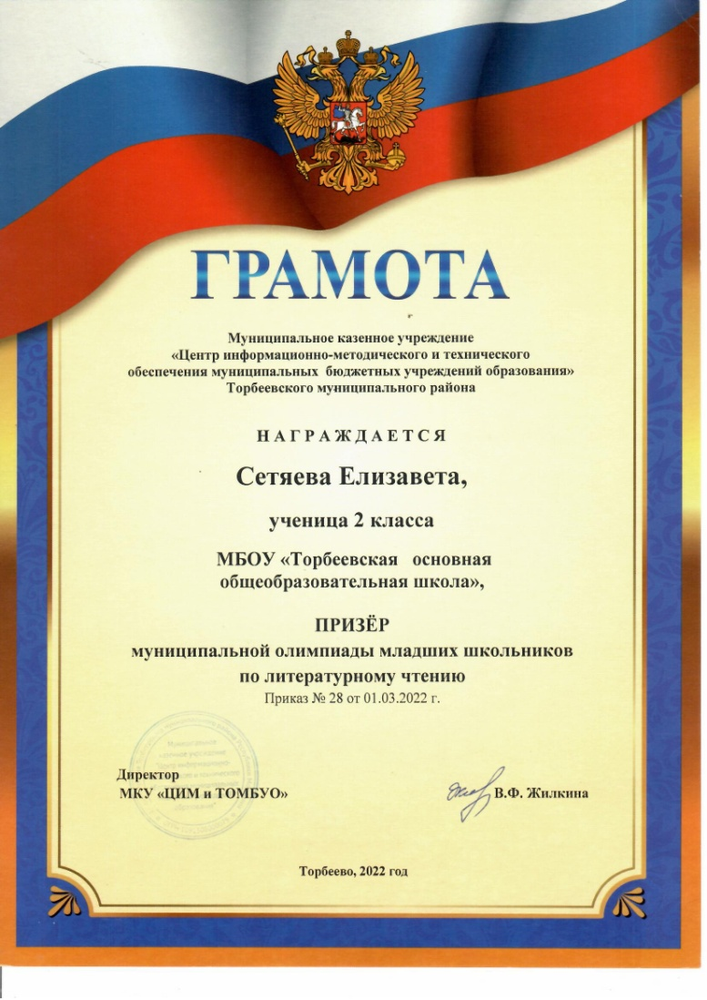 ГРАМОТА
Муниципальное казенное учреждение
«Центр информационно-методического и технического
обеспечения муниципальных бюджетных учреждений образования»
Торбеевского муниципального района
НАГРАЖДАЕТСЯ
Сетяева Елизавета,
ученица 2 класса
МБОУ «Торбеевская основная
общеобразовательная школа»,
ПРИЗЁР
муниципальной олимпиады младших школьников
по литературному чтению
Приказ № 28 от 01.03.2022 г.
Директор
МКУ «ЦИМ и ТОМБУО»
В.Ф. Жилкина
Торбеево, 2022 год